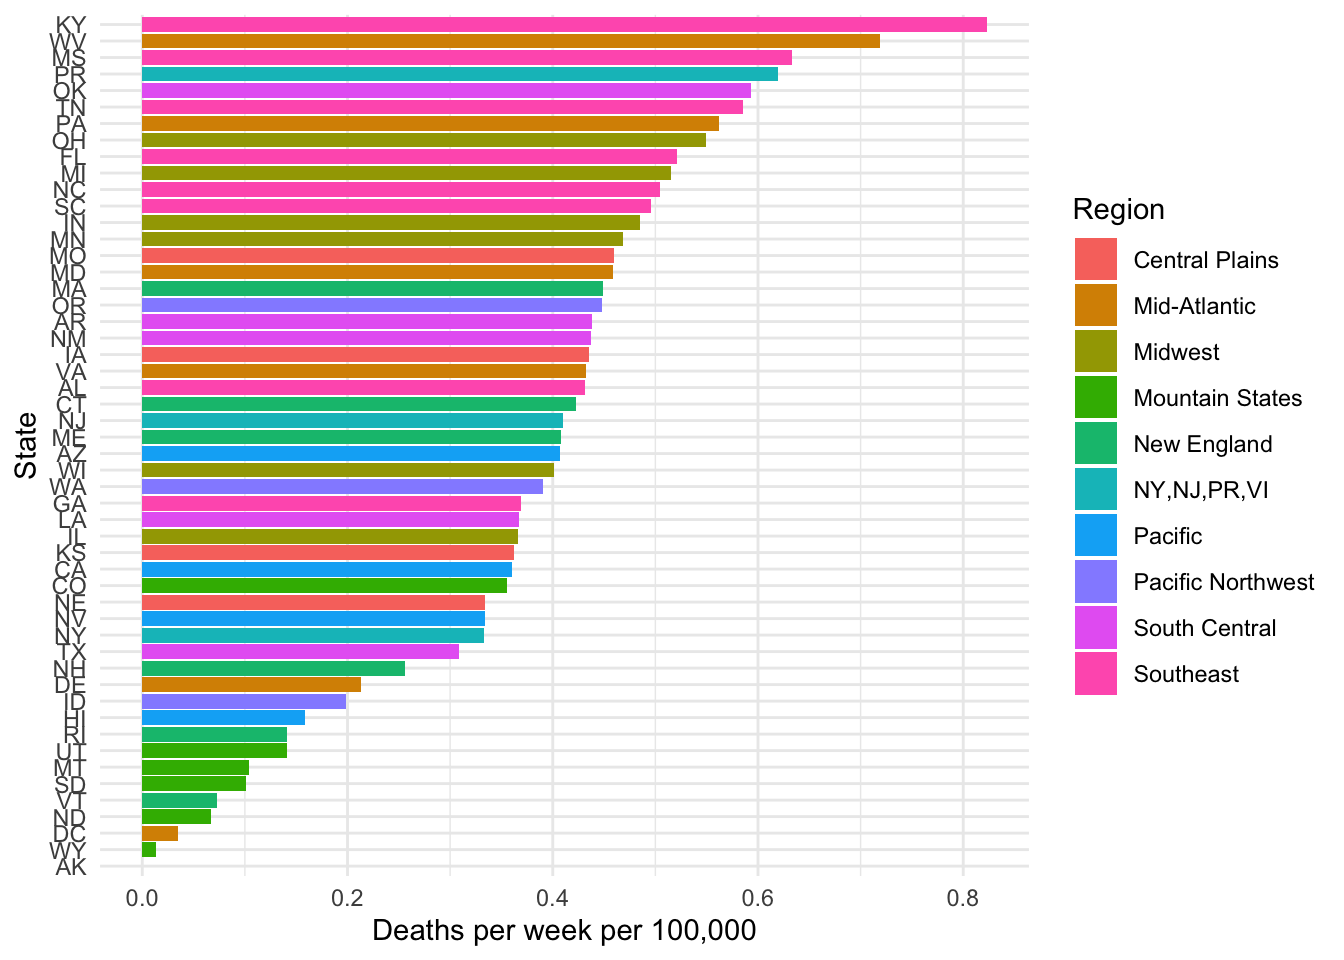 KY
WV
MS
PR
OK
TN
PA
OH
FL
MI
NC
SC
IN
MN
MO
MD
MA
OR
AR
NM
IA
VA
AL
CT
NJ
ME
AZ
WI
WA
GA
LA
IL
KS
CA
CO
NE
NV
NY
TX
NH
DE
ID
HI
RI
UT
MT
SD
VT
ND
DC
WY
AK
State
0.0 0.2 0.4 0.6 0.8
Deaths per week per 100,000
Region
Central Plains
Mid-Atlantic
Midwest
Mountain States
New England
NY,NJ,PR,VI
Pacific
Pacific Northwest
South Central
Southeast